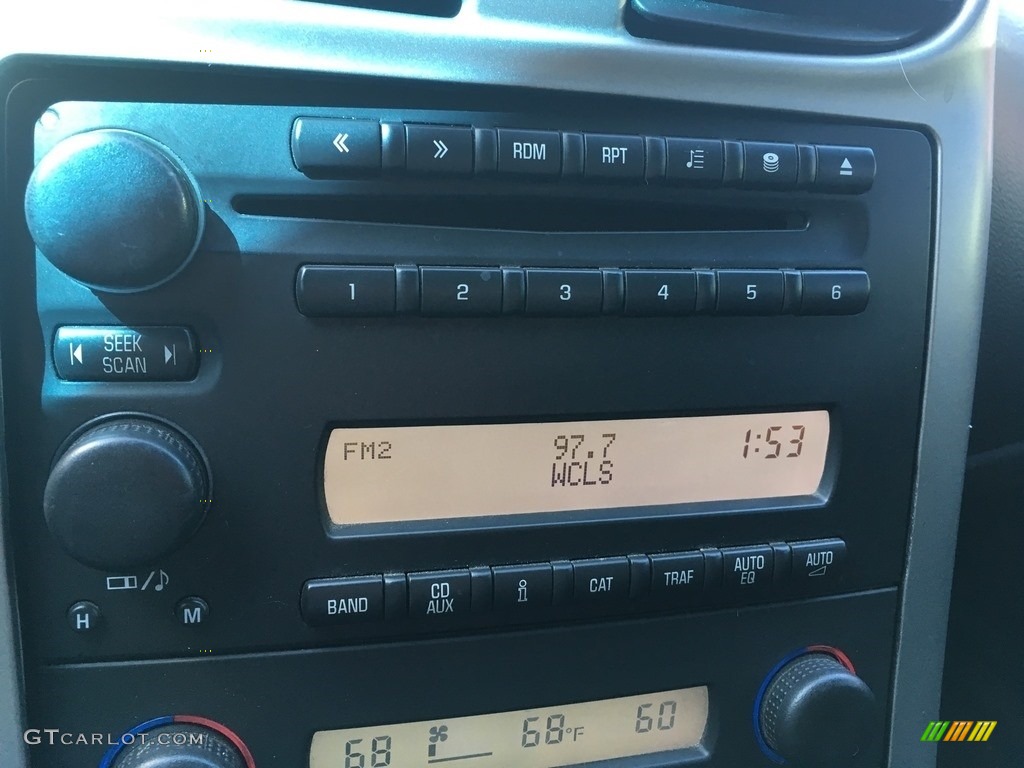 RDM RPT
1 2 3 4 5 6
SEEK
SCAN
FM2 97.7 1:53
WCLS
BAND CD AUX i CAT TRAF AUTO EQ AUTO
H M
68 68°F 60
GTCARLOT.COM